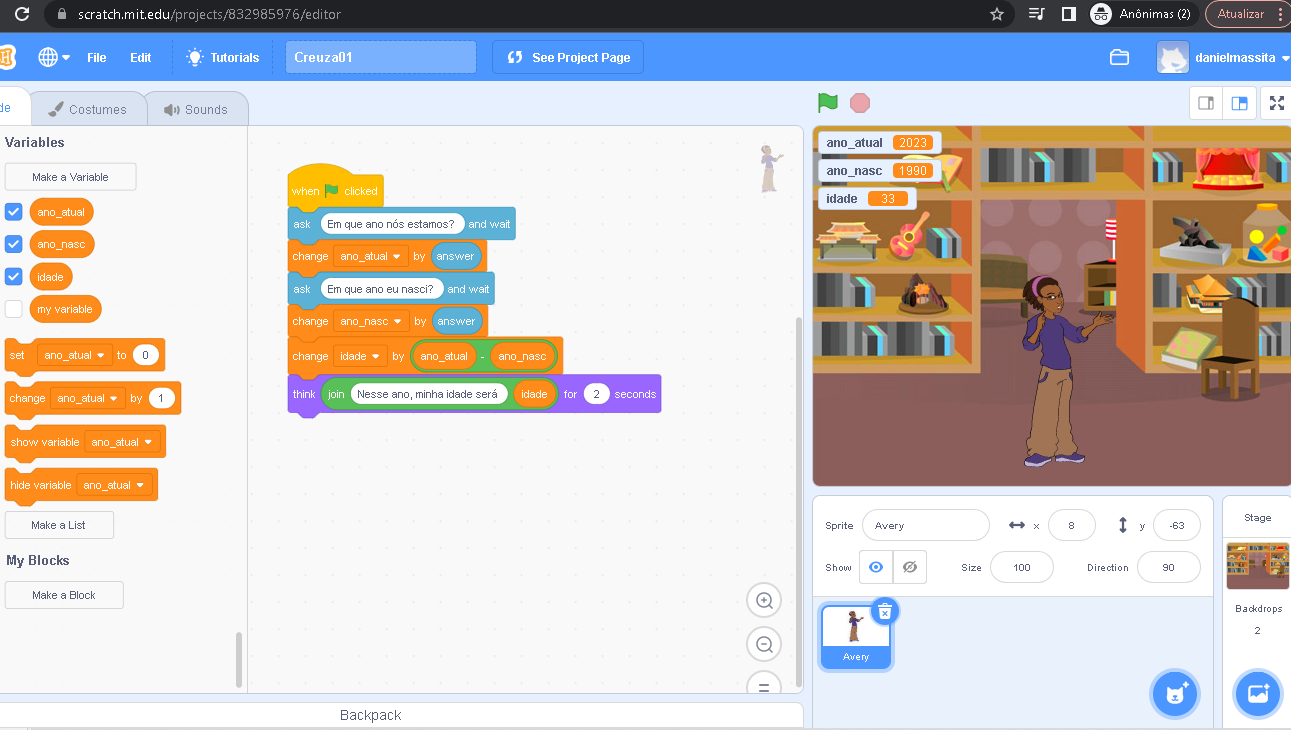 scratch.mit.edu/projects/832985976/editor
Anônimas (2)
Atualizar
File
Edit
Tutorials
Creuza01
See Project Page
danielmassita
de
Costumes
Sounds
Variables
Make a Variable
ano_atual
ano_nasc
idade
my variable
set ano_atual to 0
change ano_atual by 1
show variable ano_atual
hide variable ano_atual
Make a List
My Blocks
Make a Block
when clicked
ask Em que ano nós estamos? and wait
change ano_atual by answer
ask Em que ano eu nasci? and wait
change ano_nasc by answer
change idade by ano_atual - ano_nasc
think join Nesse ano, minha idade será idade for 2 seconds
Backpack
ano_atual 2023
ano_nasc 1990
idade 33
Sprite Avery x 8 y -63
Show Size 100 Direction 90
Avery
Stage
Backdrops
2